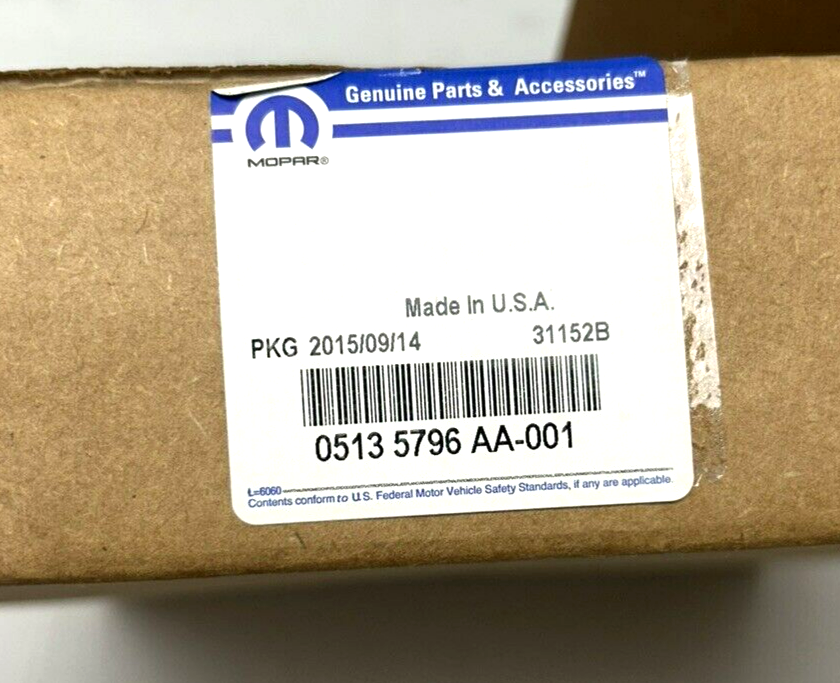 Genuine Parts & Accessories™
MOPAR®
Made In U.S.A.
PKG 2015/09/14 31152B
0513 5796 AA-001
L=6060
Contents conform to U.S. Federal Motor Vehicle Safety Standards, if any are applicable.